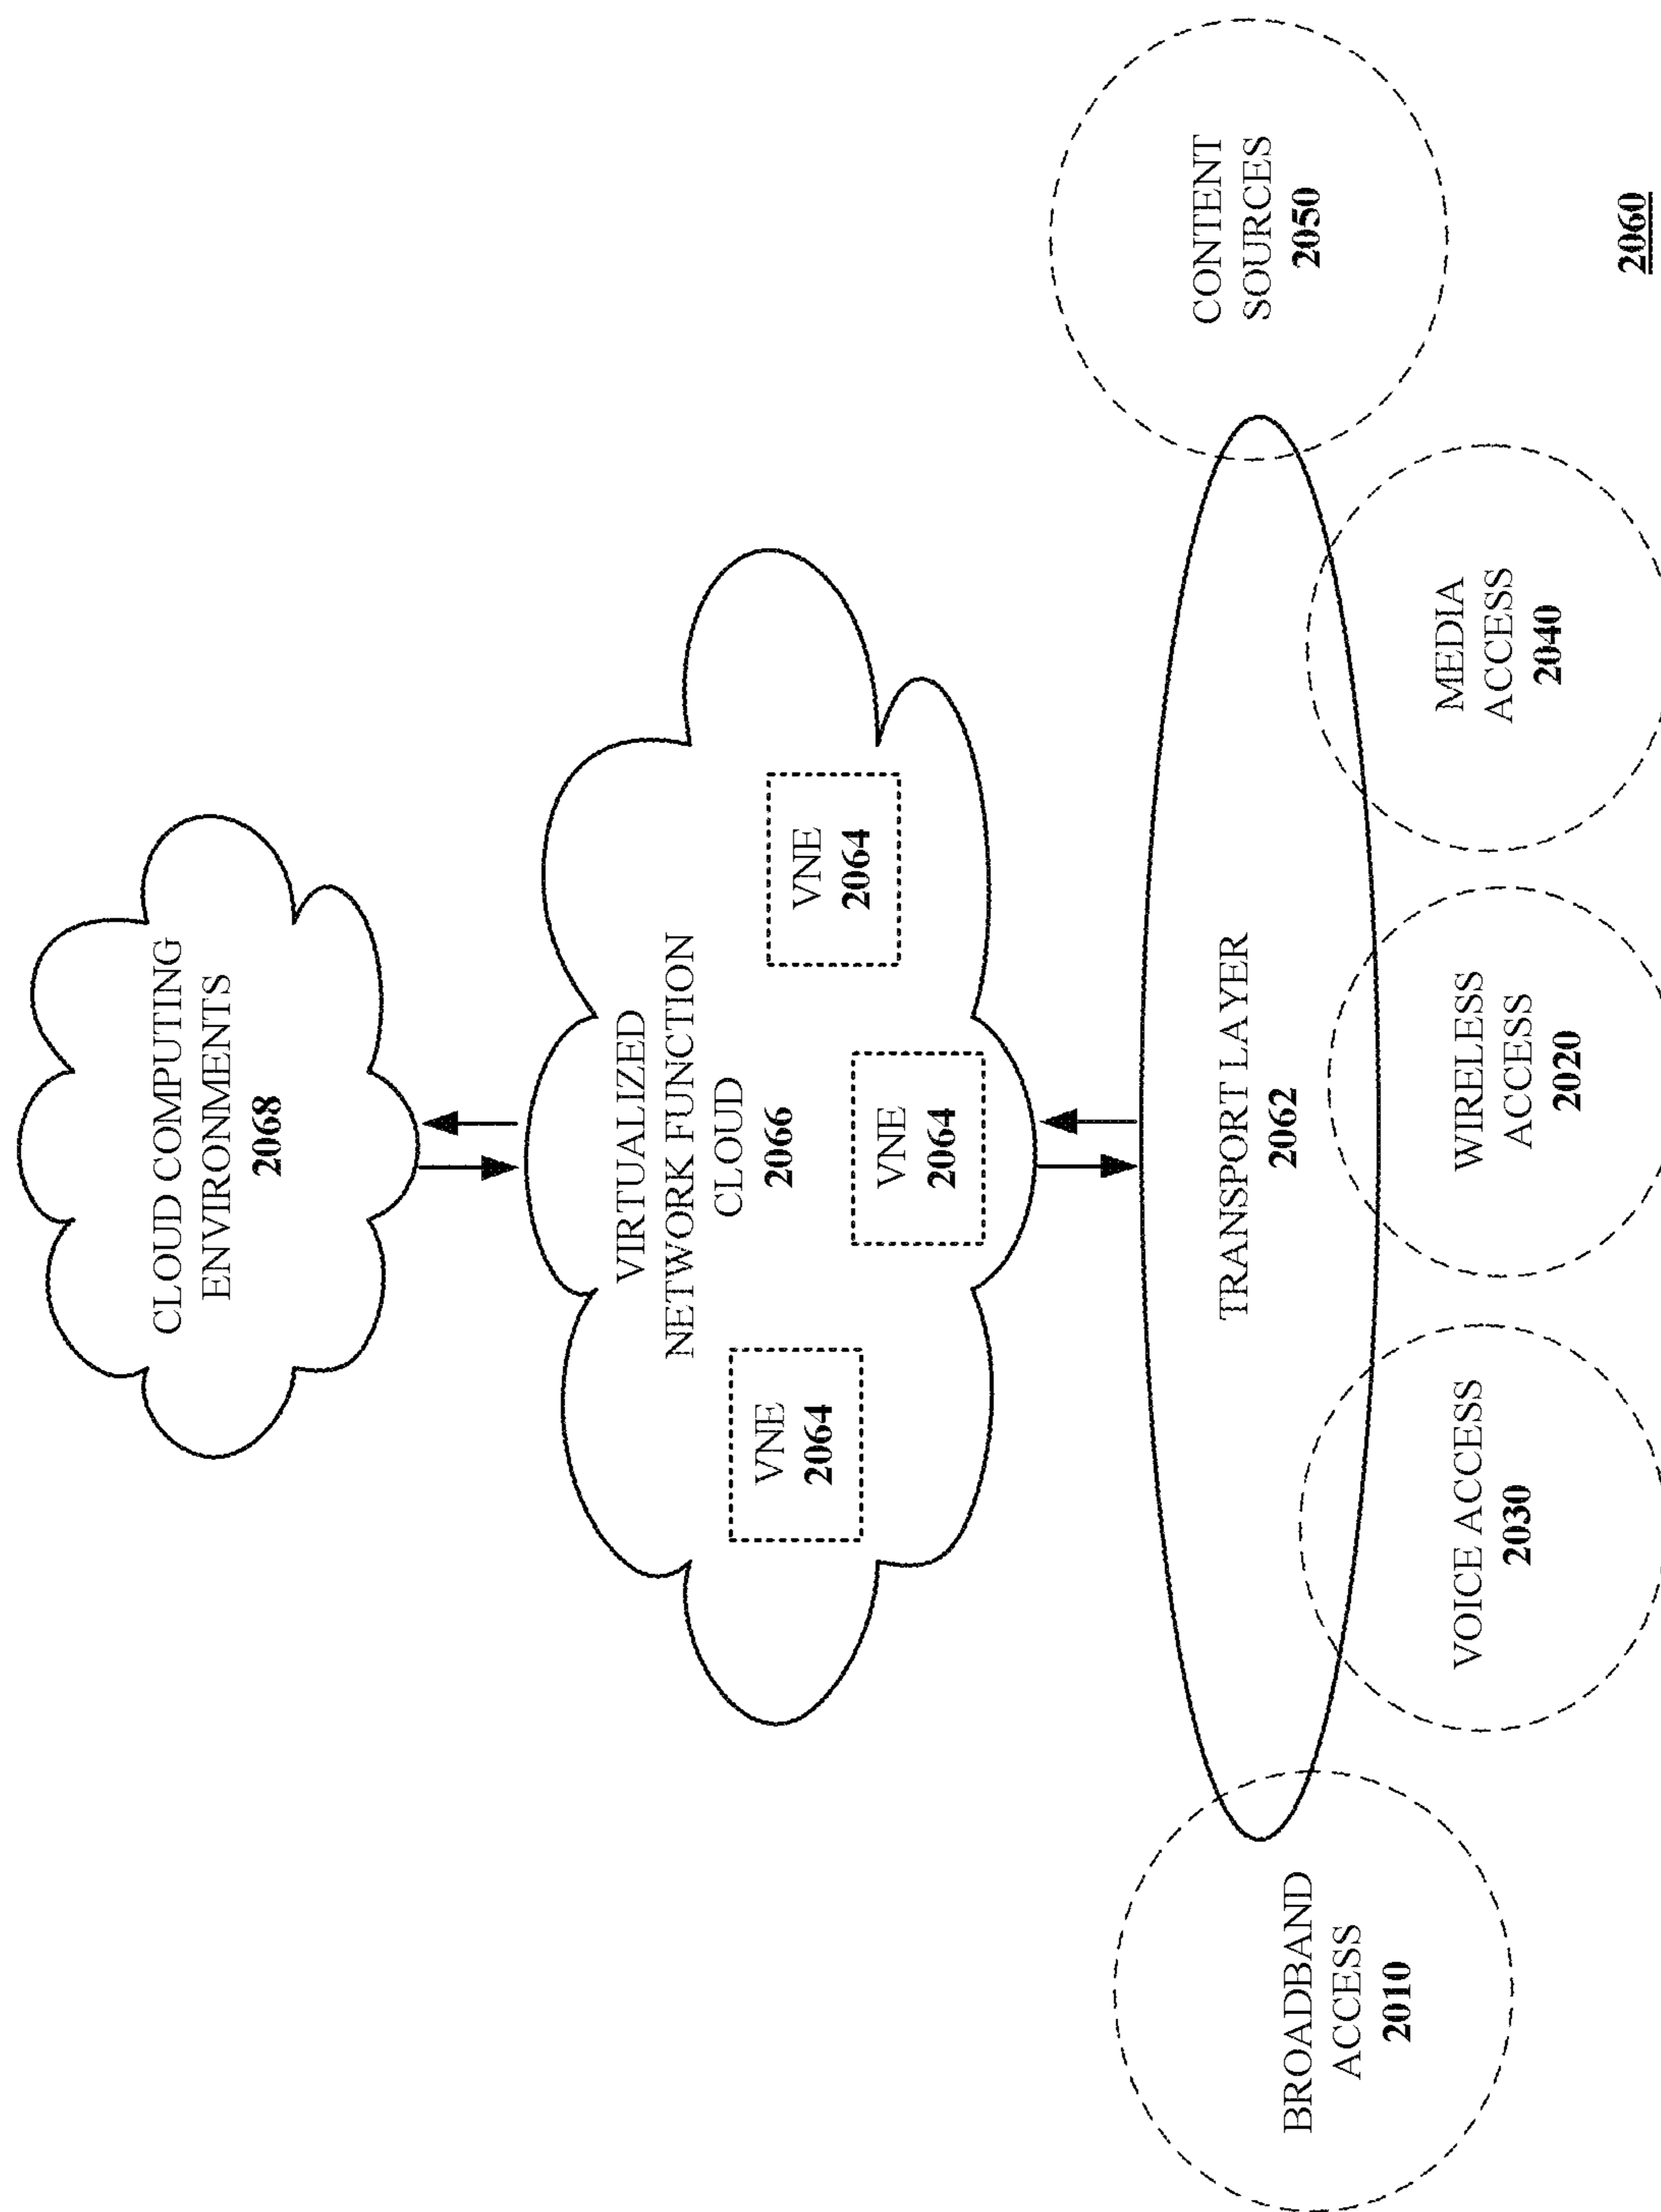 CLOUD COMPUTING
ENVIRONMENTS
2068
VIRTUALIZED
NETWORK FUNCTION
CLOUD
2066
VNE
2064
VNE
2064
VNE
2064
TRANSPORT LAYER
2062
BROADBAND
ACCESS
2010
VOICE ACCESS
2030
WIRELESS
ACCESS
2020
MEDIA
ACCESS
2040
CONTENT
SOURCES
2050
2060